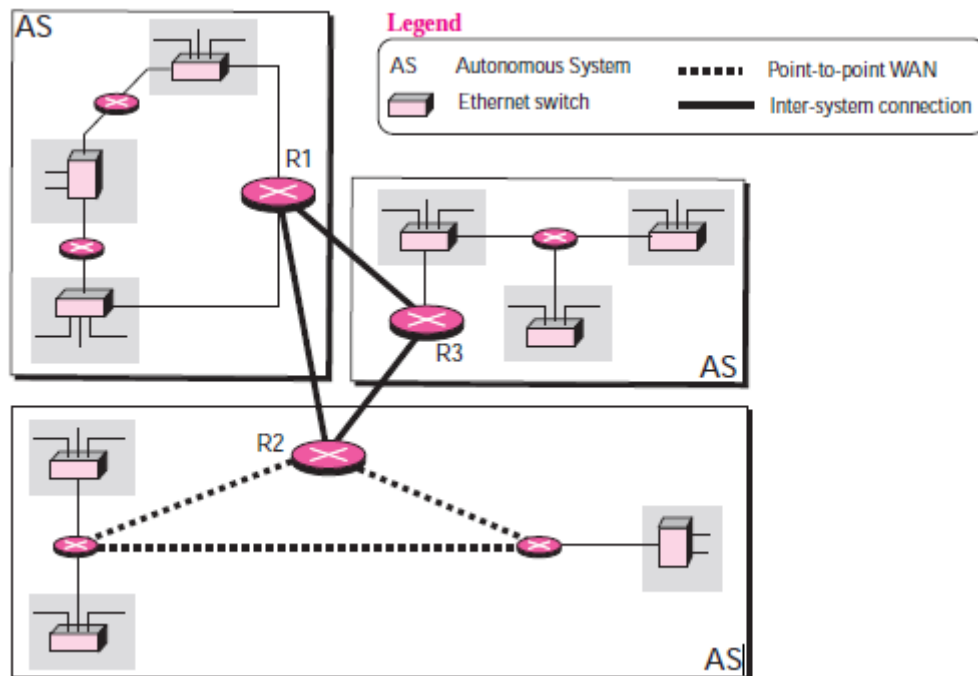 AS
Legend
AS Autonomous System
Point-to-point WAN
Ethernet switch
Inter-system connection
R1
R3
AS
R2
AS